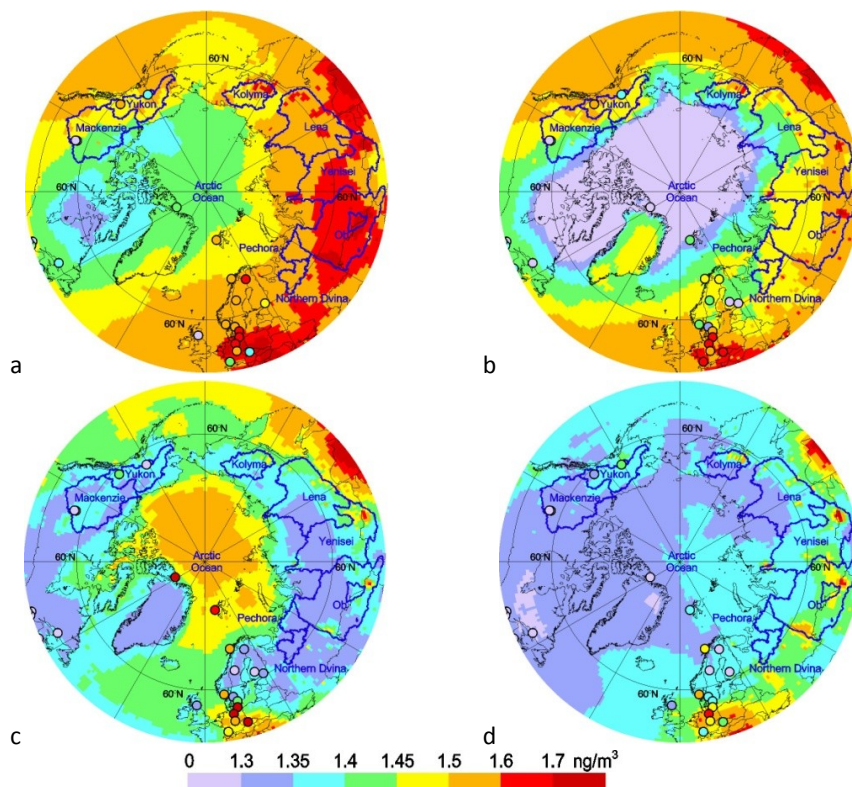 60 N
Kolyma
Yukon
Mackenzie
Lena
Yenisei
60 N
Arctic
Ocean
60 N
Ob
Pechora
Northern Dvina
60 N
a
60 N
Kolyma
Yukon
Mackenzie
Lena
Yenisei
60 N
Arctic
Ocean
60 N
Ob
Pechora
Northern Dvina
60 N
b
60 N
Kolyma
Yukon
Mackenzie
Lena
Yenisei
60 N
Arctic
Ocean
60 N
Ob
Pechora
Northern Dvina
60 N
c
60 N
Kolyma
Yukon
Mackenzie
Lena
Yenisei
60 N
Arctic
Ocean
60 N
Ob
Pechora
Northern Dvina
60 N
d
0 1.3 1.35 1.4 1.45 1.5 1.6 1.7 ng/m³